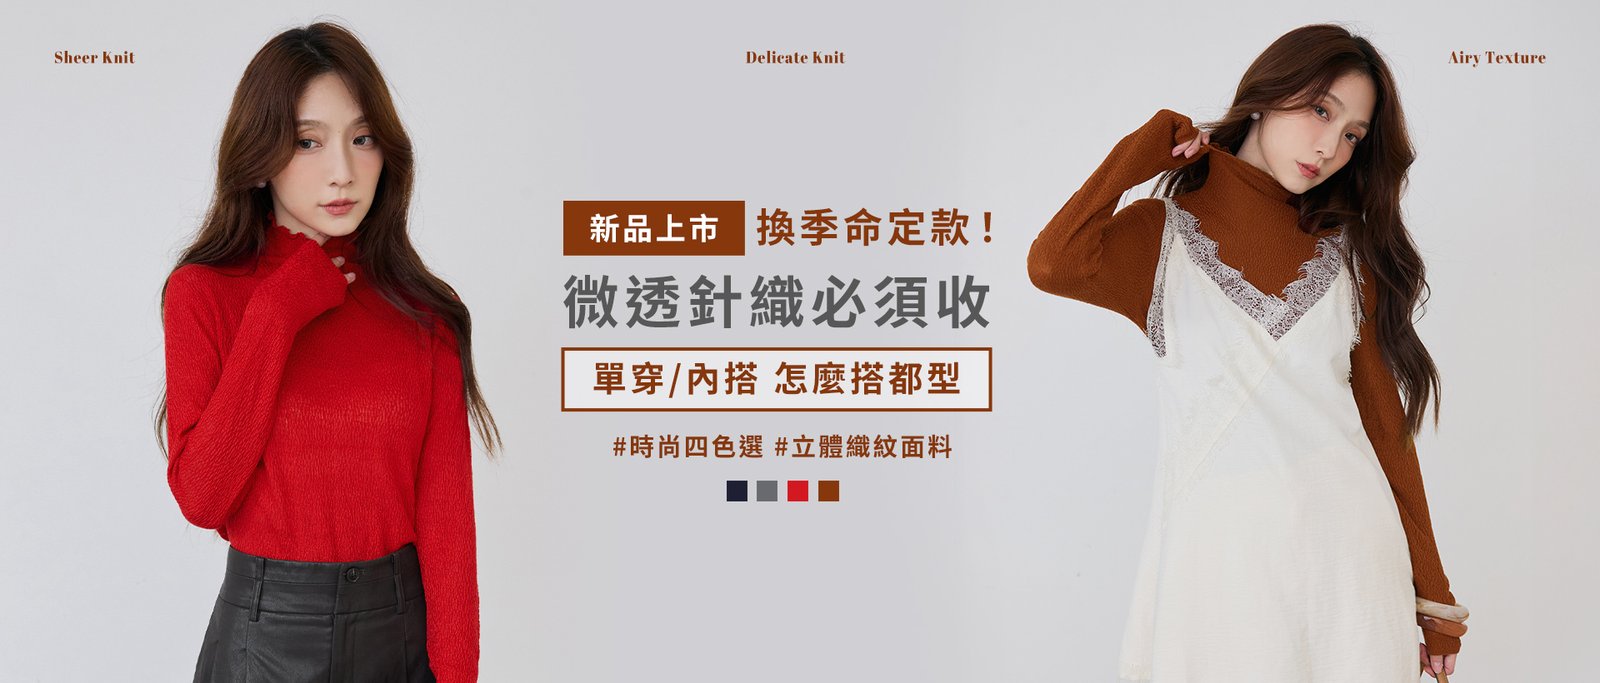 Sheer Knit
Delicate Knit
Airy Texture
新品上市 換季命定款！
微透針織必須收
單穿/內搭 怎麼搭都型
#時尚四色選 #立體織紋面料